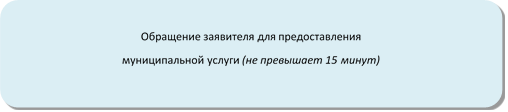 Обращение заявителя для предоставления
муниципальной услуги (не превышает 15 минут)